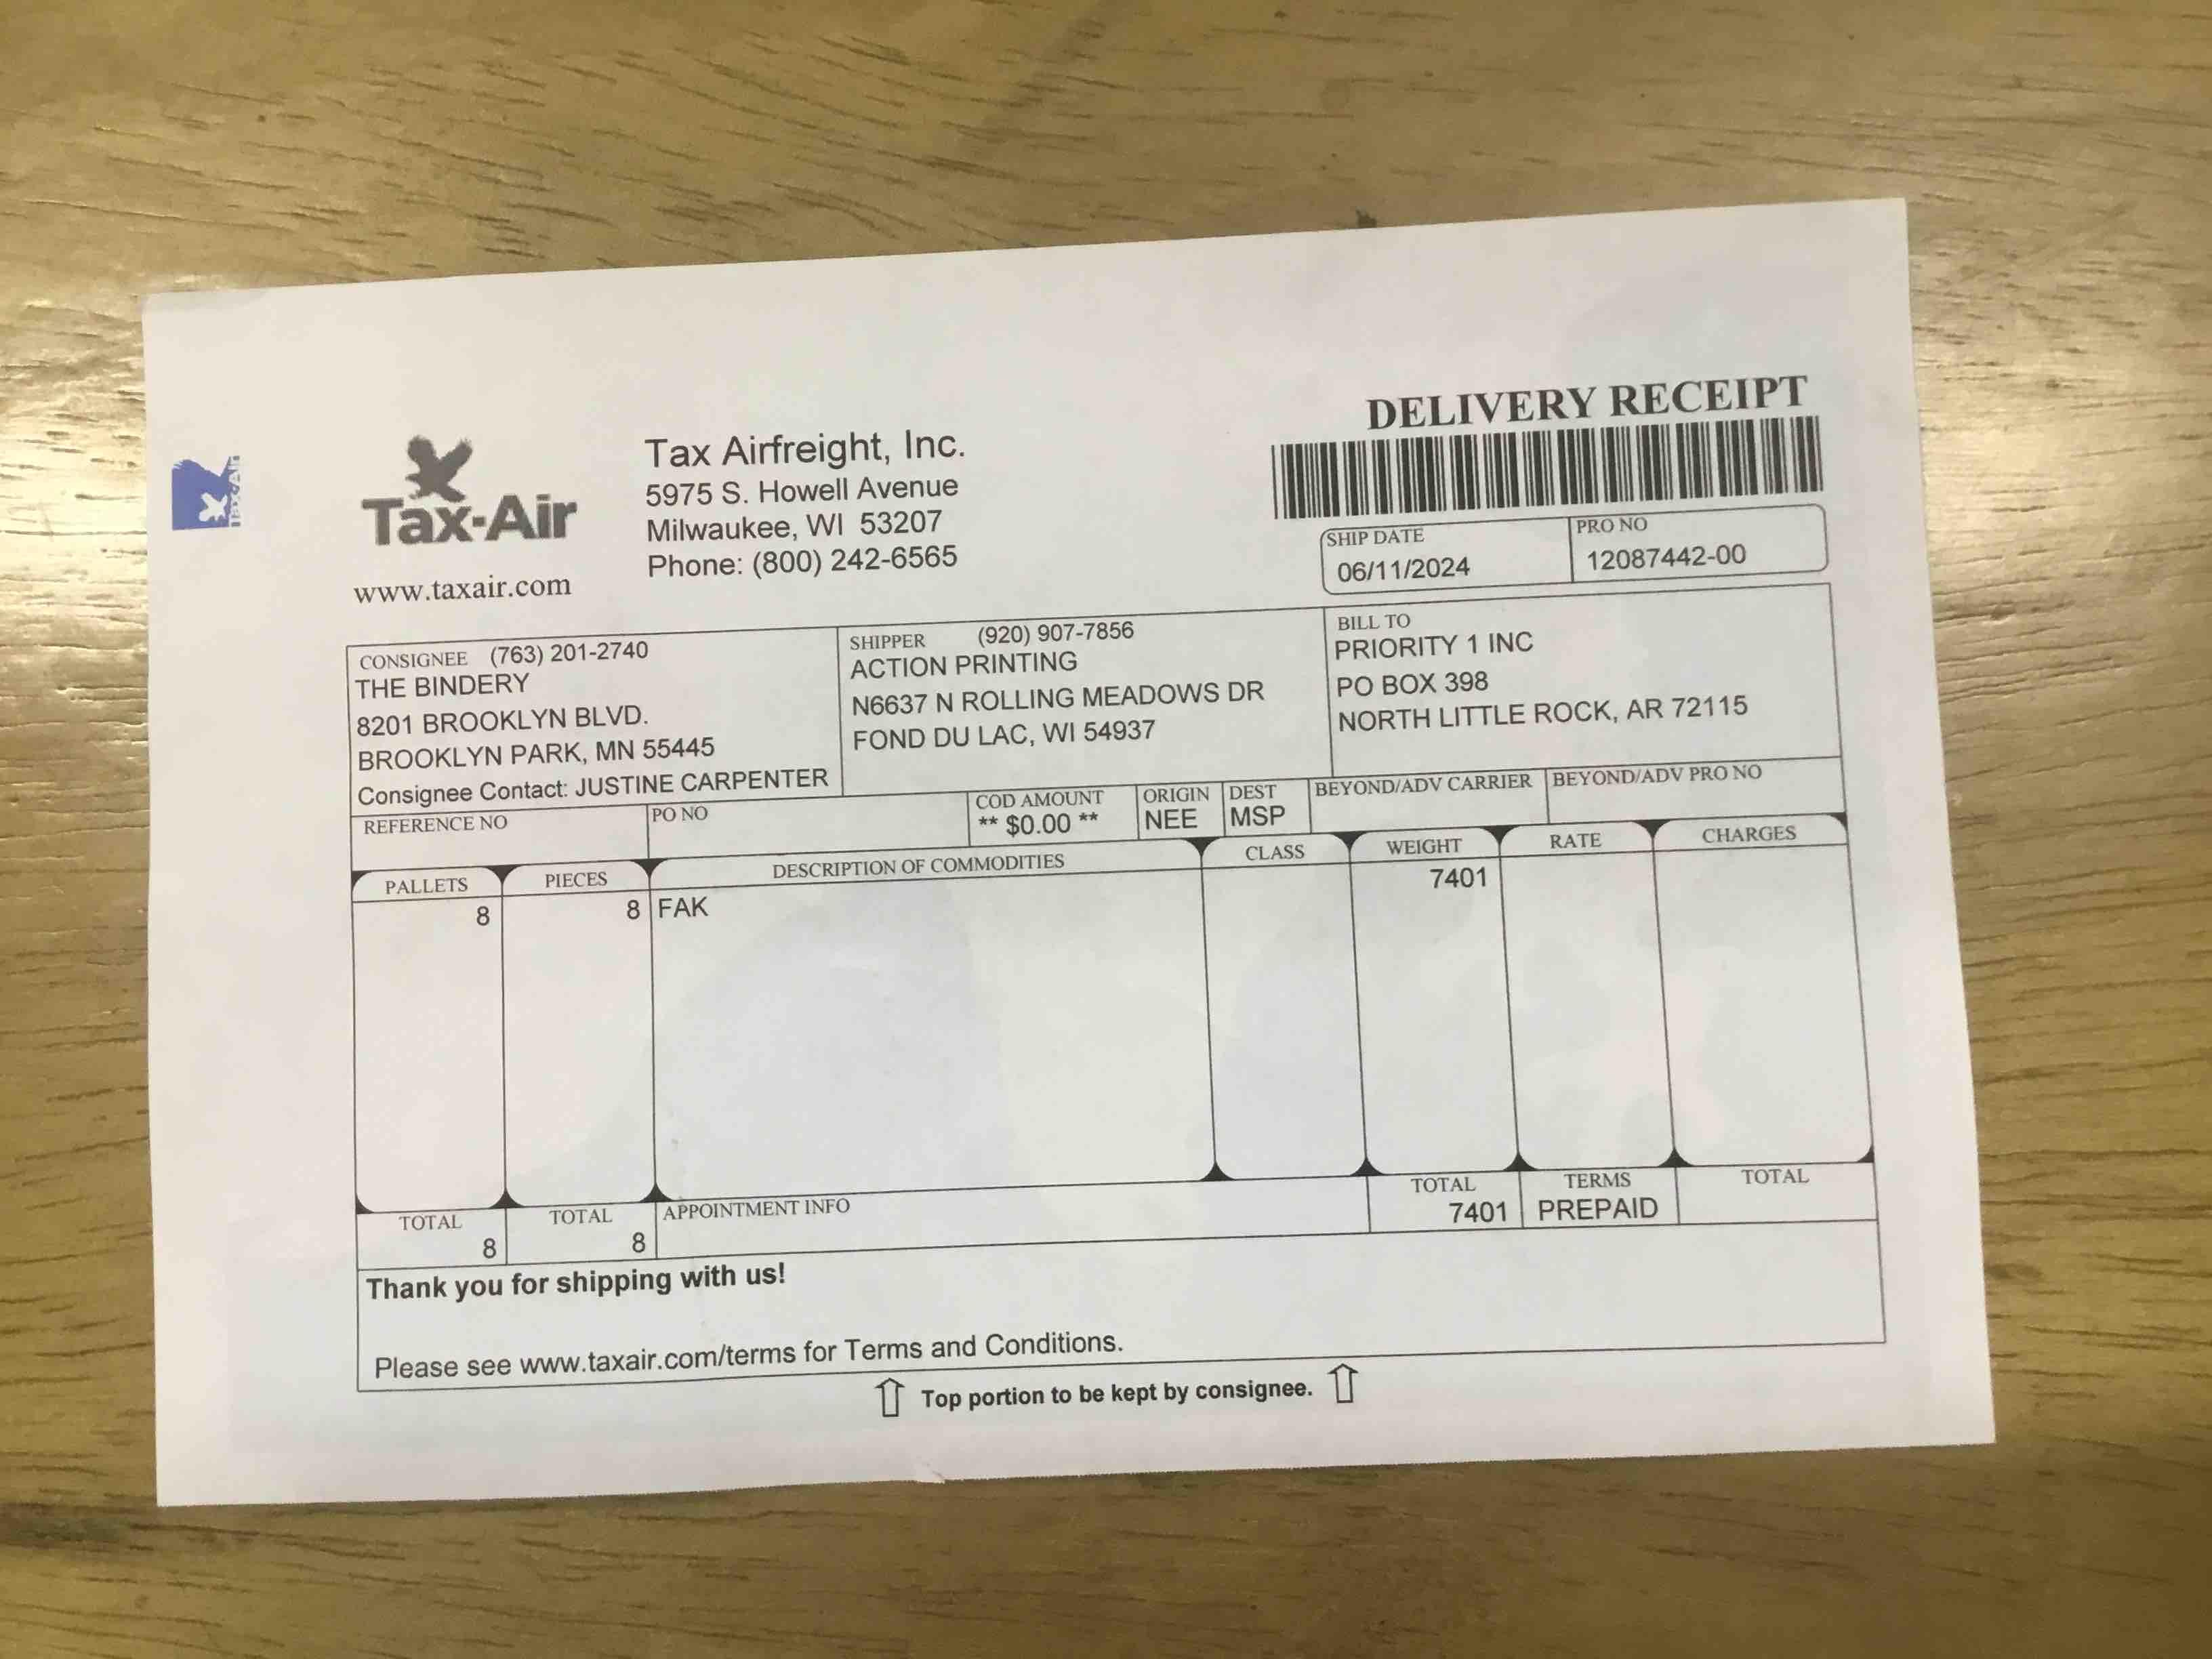 DELIVERY RECEIPT
Tax-Air
Tax-Air
www.taxair.com
Tax Airfreight, Inc.
5975 S. Howell Avenue
Milwaukee, WI 53207
Phone: (800) 242-6565
SHIP DATE
06/11/2024
PRO NO
12087442-00
CONSIGNEE (763) 201-2740
THE BINDERY
8201 BROOKLYN BLVD.
BROOKLYN PARK, MN 55445
Consignee Contact: JUSTINE CARPENTER
SHIPPER (920) 907-7856
ACTION PRINTING
N6637 N ROLLING MEADOWS DR
FOND DU LAC, WI 54937
BILL TO
PRIORITY 1 INC
PO BOX 398
NORTH LITTLE ROCK, AR 72115
REFERENCE NO
PO NO
COD AMOUNT
** $0.00 **
ORIGIN
NEE
DEST
MSP
BEYOND/ADV CARRIER
BEYOND/ADV PRO NO
PALLETS PIECES DESCRIPTION OF COMMODITIES CLASS WEIGHT RATE CHARGES
8 8 FAK 7401
TOTAL
8
TOTAL
8
APPOINTMENT INFO
TOTAL
7401
TERMS
PREPAID
TOTAL
Thank you for shipping with us!
Please see www.taxair.com/terms for Terms and Conditions.
Top portion to be kept by consignee.